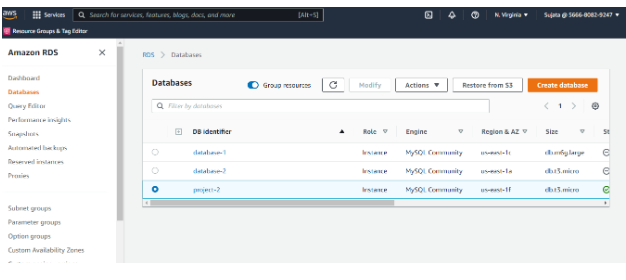 aws
Services
Search for services, features, blogs, docs, and more
[Alt+S]
N. Virginia ▼
Sujata @ 5666-0082-9247 ▼
Resource Groups & Tag Editor
Amazon RDS
RDS > Databases
Dashboard
Databases
Query Editor
Performance insights
Snapshots
Automated backups
Reserved instances
Proxies
Subnet groups
Parameter groups
Option groups
Custom Availability Zones
Databases
Group resources
Modify
Actions ▼
Restore from S3
Create database
Filter by databases
1
DB identifier
Role
Engine
Region & AZ
Size
St
database-1
Instance
MySQL Community
us-east-1c
db.m6g.large
database-2
Instance
MySQL Community
us-east-1a
db.t3.micro
project-2
Instance
MySQL Community
us-east-1f
db.t3.micro